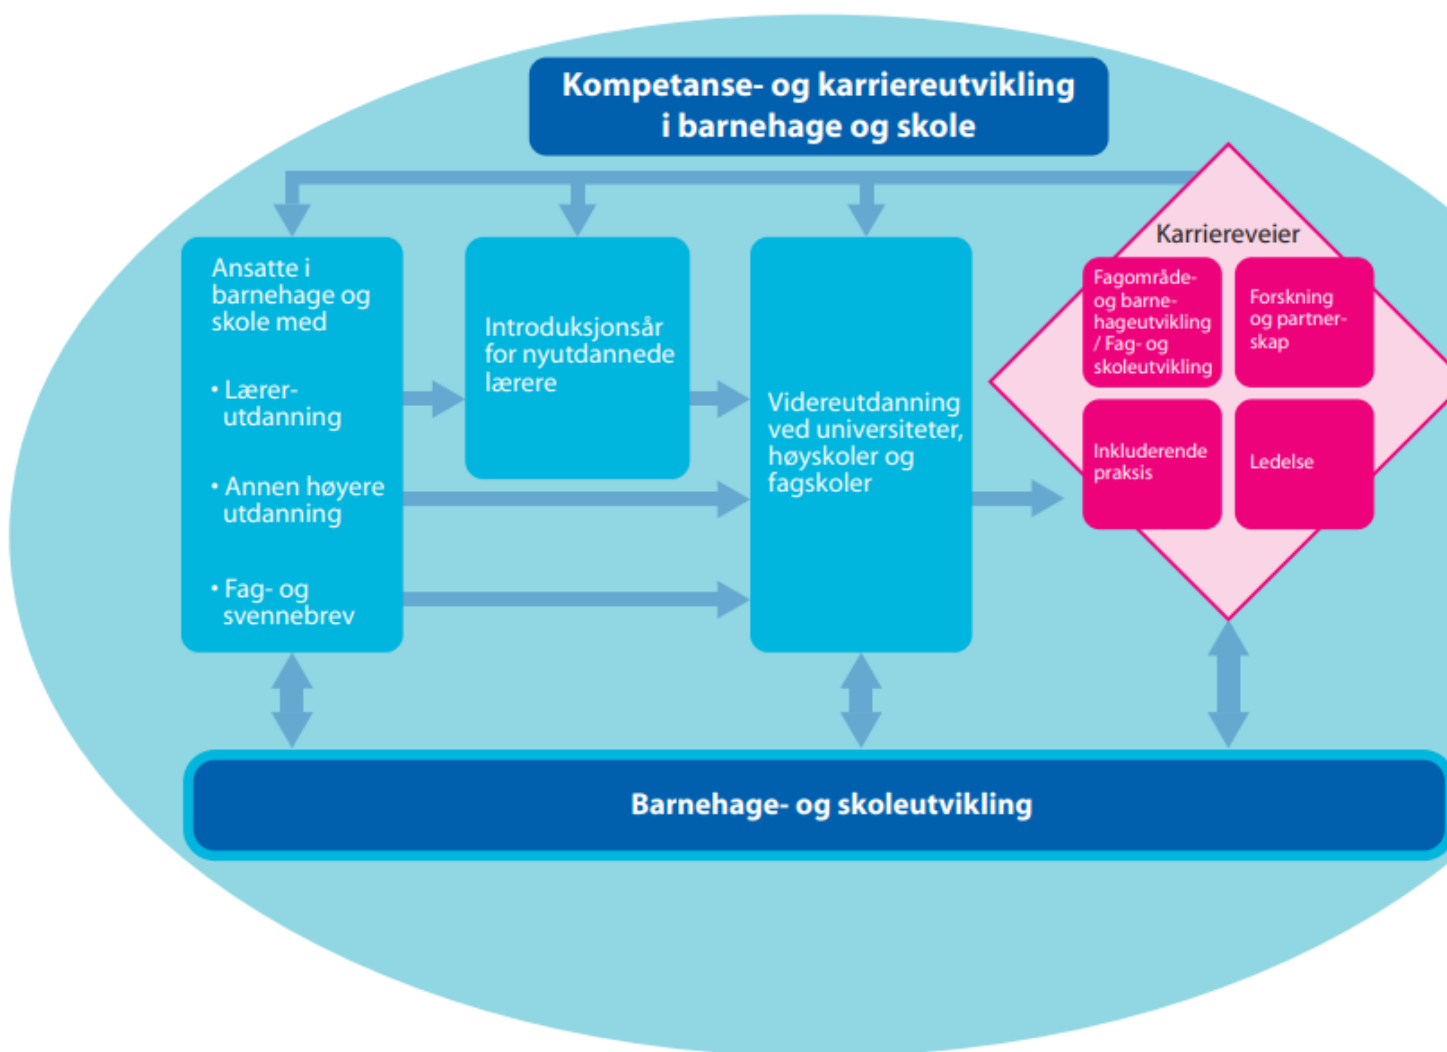 Kompetanse- og karriereutvikling
i barnehage og skole
Ansatte i
barnehage og
skole med
• Lærer-
utdanning
• Annen høyere
utdanning
• Fag- og
svennebrev
Introduksjonsår
for nyutdannede
lærere
Videreutdanning
ved universiteter,
høyskoler og
fagskoler
Karriereveier
Fagområde-
og barne-
hageutvikling
/ Fag- og
skoleutvikling
Forskning
og partner-
skap
Inkluderende
praksis
Ledelse
Barnehage- og skoleutvikling